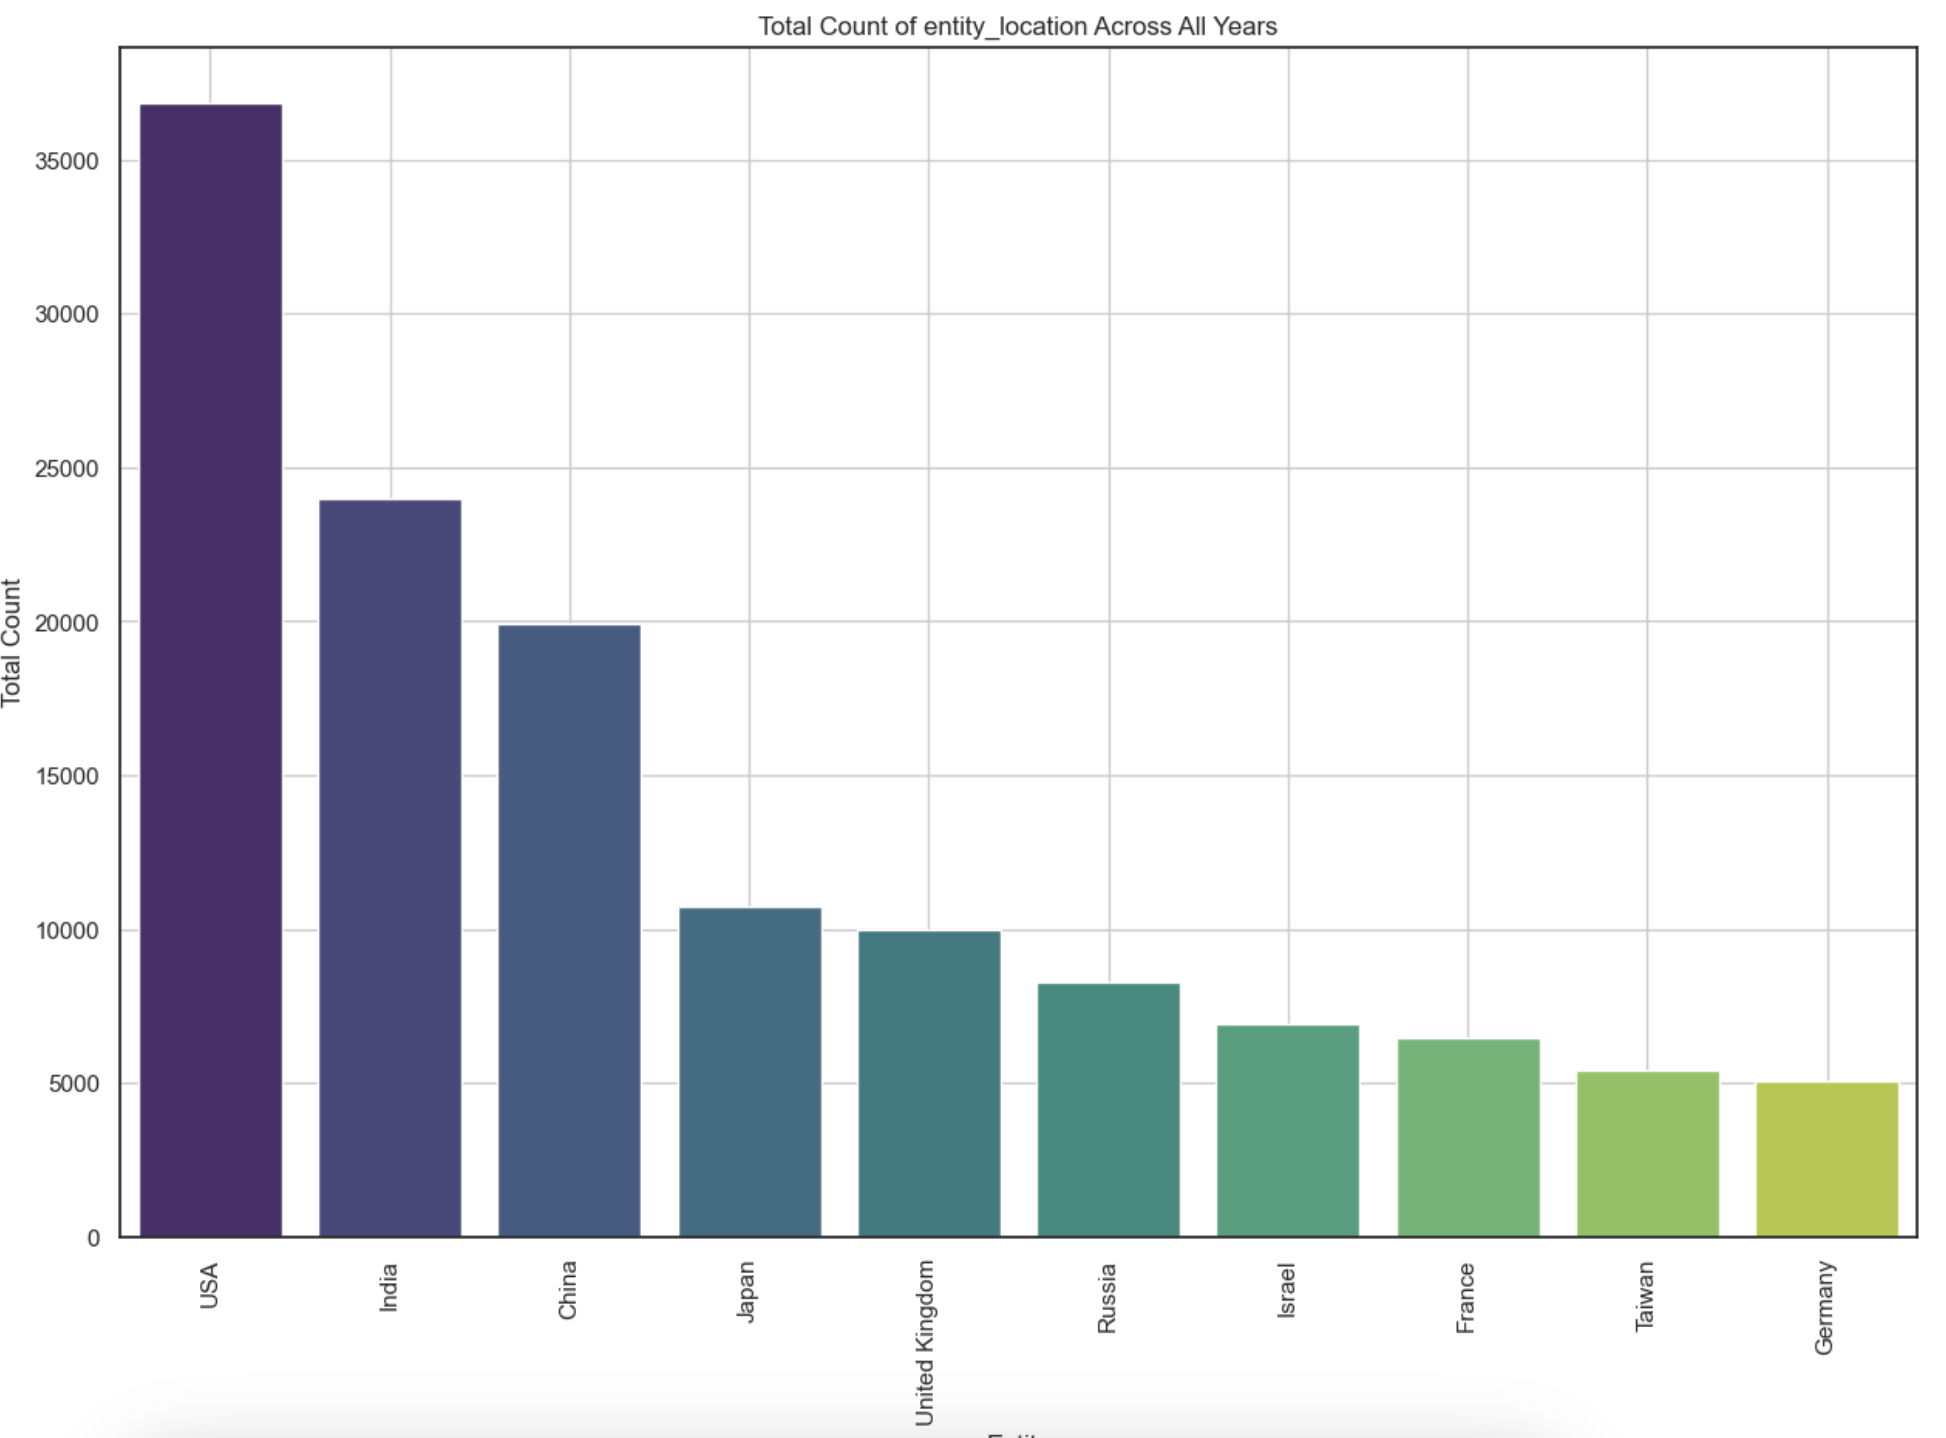 Total Count of entity_location Across All Years
Total Count
35000
30000
25000
20000
15000
10000
5000
0
USA
India
China
Japan
United Kingdom
Russia
Israel
France
Taiwan
Germany